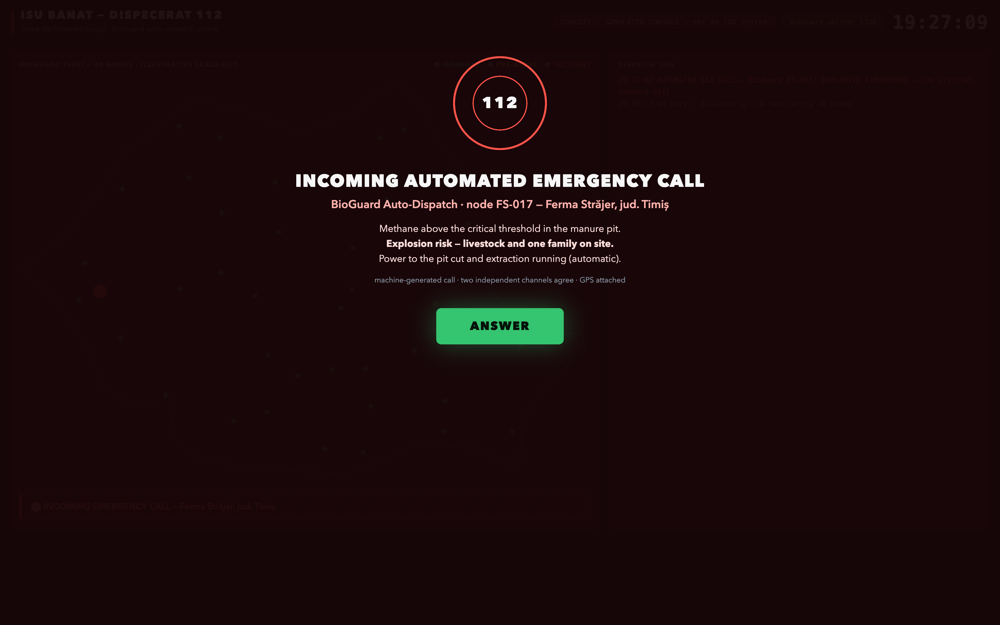 ISU BANAT – DISPECERAT 112
Stația de Pompieri Lugoj · BioGuard auto-dispatch uplink
CONCEPT · SIMULATED CONSOLE – not an ISU system
BioGuard uplink: LIVE
19:27:09
BIOGUARD FLEET – 40 NODES · ILLUSTRATIVE SCALE-OUT
NOMINAL · PRE-ALERT · INCIDENT
DISPATCH LOG
19:27:02 AUTOMATED 112 CALL – BioGuard FS-017: EXPLOSIVE ATMOSPHERE – CH4 critical
(manure pit)
19:26:13 on duty – BioGuard uplink monitoring 40 nodes
112
INCOMING AUTOMATED EMERGENCY CALL
BioGuard Auto-Dispatch · node FS-017 – Ferma Străjer, jud. Timiș
Methane above the critical threshold in the manure pit.
Explosion risk – livestock and one family on site.
Power to the pit cut and extraction running (automatic).
machine-generated call · two independent channels agree · GPS attached
ANSWER
INCOMING EMERGENCY CALL – Ferma Străjer, jud. Timiș